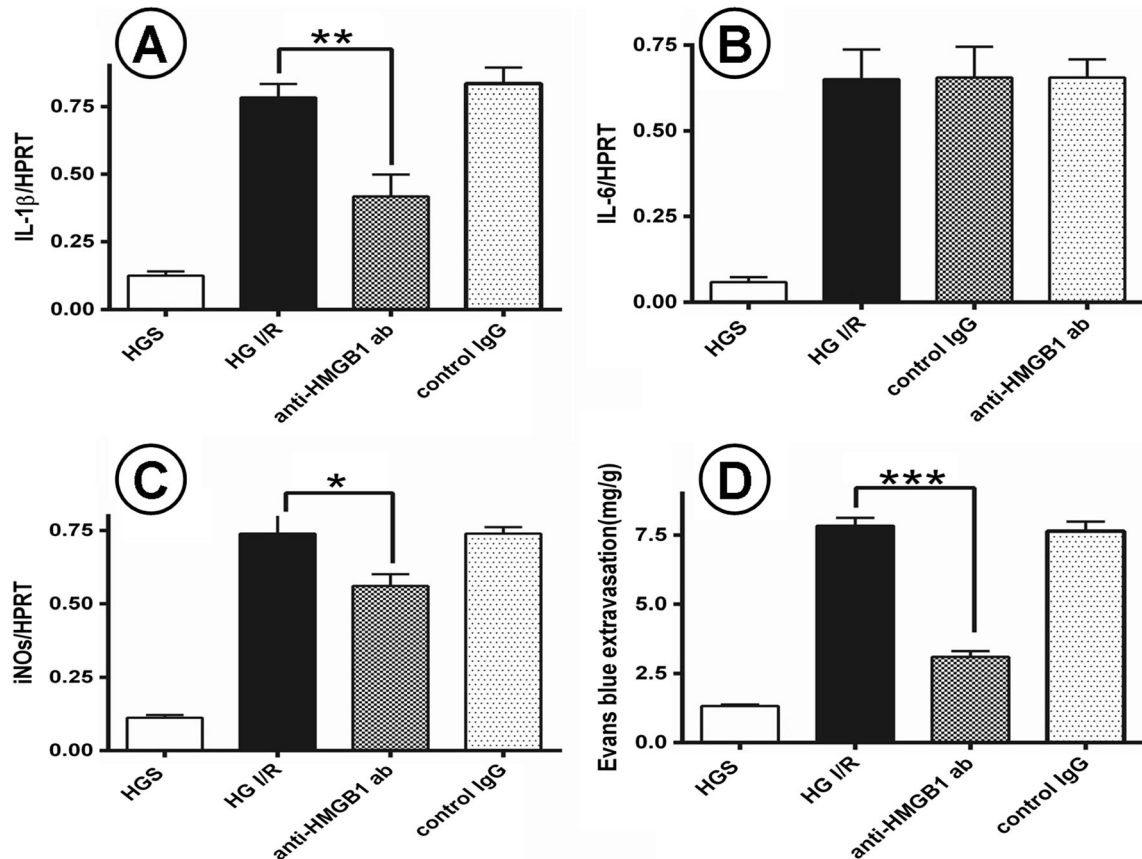 A
**
IL-1β/HPRT
0.75
0.50
0.25
0.00
HGS
HG I/R
anti-HMGB1 ab
control IgG
B
IL-6/HPRT
0.75
0.50
0.25
0.00
HGS
HG I/R
control IgG
anti-HMGB1 ab
C
*
iNOs/HPRT
0.75
0.50
0.25
0.00
HGS
HG I/R
anti-HMGB1 ab
control IgG
D
***
Evans blue extravasation(mg/g)
7.5
5.0
2.5
0.0
HGS
HG I/R
anti-HMGB1 ab
control IgG